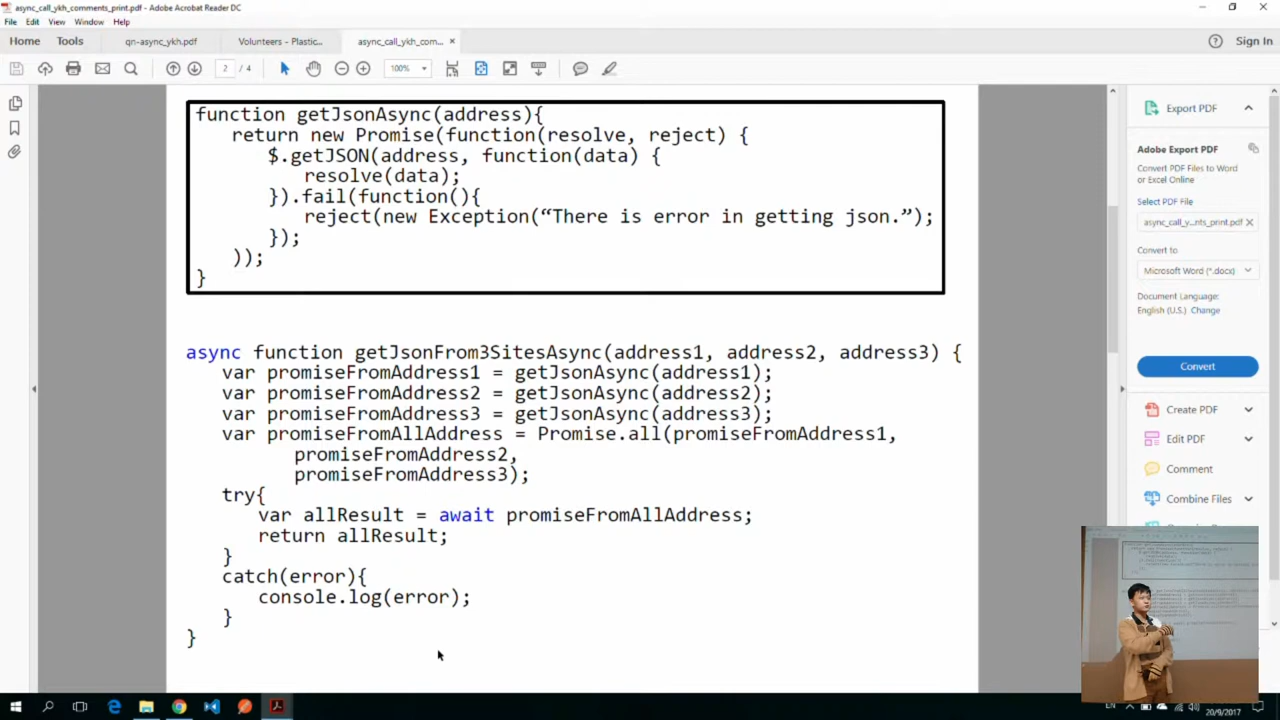 async_call_ykh_comments_print.pdf - Adobe Acrobat Reader DC
File Edit View Window Help
Home Tools qn-async_ykh.pdf Volunteers - Plastic... async_call_ykh_com... × Sign In
2 / 4 100%
function getJsonAsync(address){
return new Promise(function(resolve, reject) {
$.getJSON(address, function(data) {
resolve(data);
}).fail(function(){
reject(new Exception(“There is error in getting json.”);
});
));
}
async function getJsonFrom3SitesAsync(address1, address2, address3) {
var promiseFromAddress1 = getJsonAsync(address1);
var promiseFromAddress2 = getJsonAsync(address2);
var promiseFromAddress3 = getJsonAsync(address3);
var promiseFromAllAddress = Promise.all(promiseFromAddress1,
promiseFromAddress2,
promiseFromAddress3);
try{
var allResult = await promiseFromAllAddress;
return allResult;
}
catch(error){
console.log(error);
}
}
Export PDF
Adobe Export PDF
Convert PDF Files to Word
or Excel Online
Select PDF File
async_call_y...nts_print.pdf ×
Convert to
Microsoft Word (*.docx)
Document Language:
English (U.S.) Change
Convert
Create PDF
Edit PDF
Comment
Combine Files
EN
20/9/2017